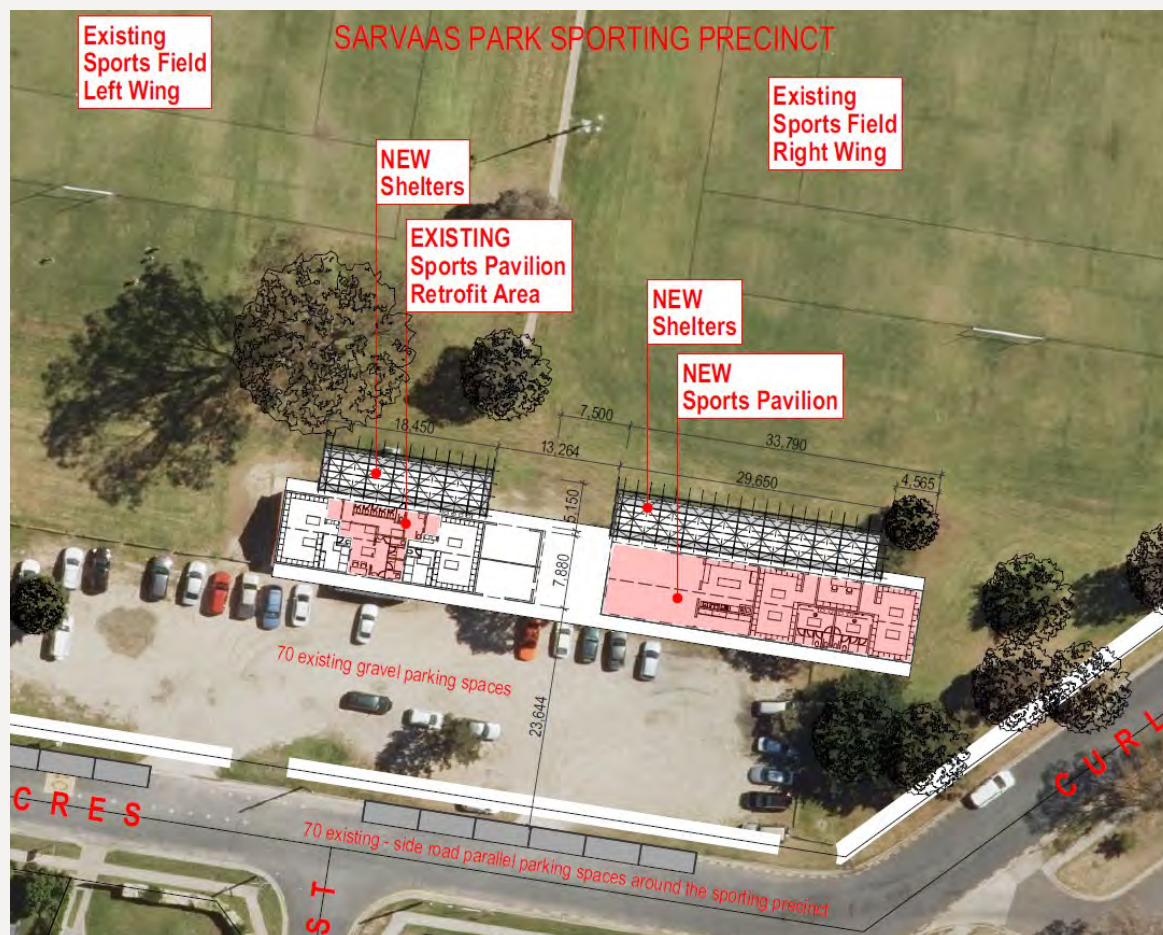 SARVAAS PARK SPORTING PRECINCT
Existing
Sports Field
Left Wing
Existing
Sports Field
Right Wing
NEW
Shelters
EXISTING
Sports Pavilion
Retrofit Area
NEW
Shelters
NEW
Sports Pavilion
7,500
18,450
13,264
33,790
29,650
4,565
5,150
7,880
23,644
70 existing gravel parking spaces
CURL
CRES
70 existing - side road parallel parking spaces around the sporting precinct
ST